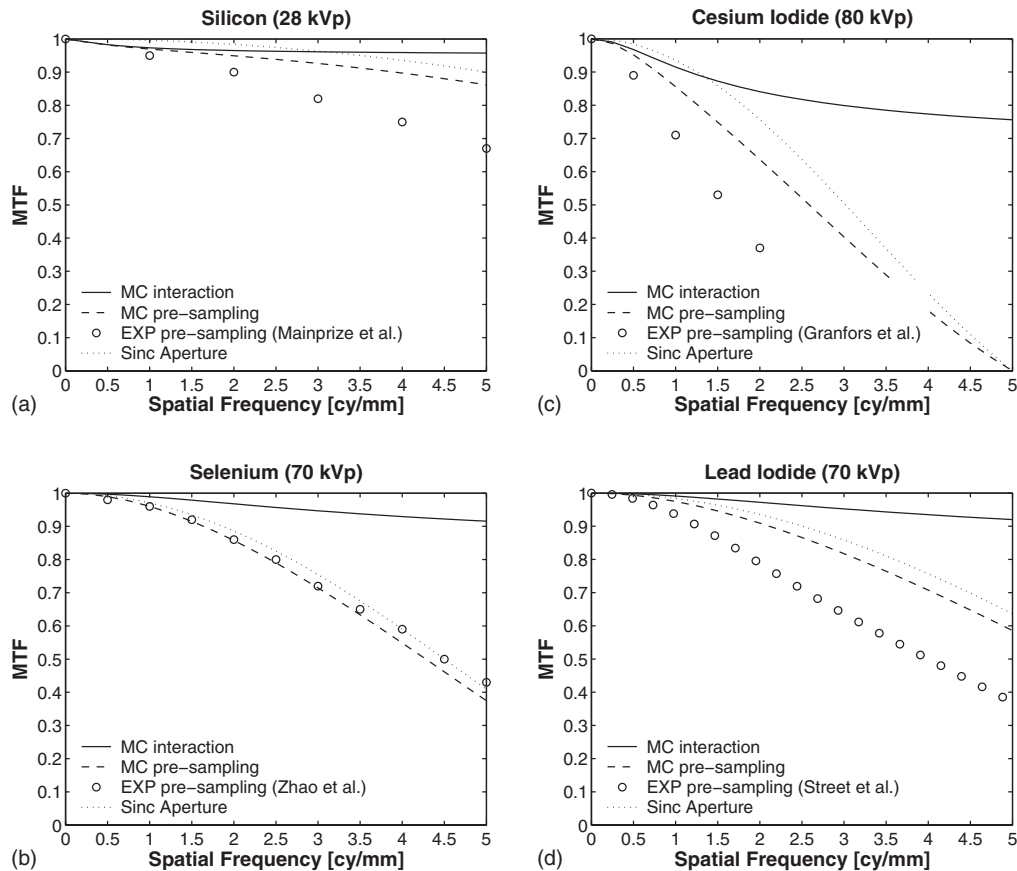 Silicon (28 kVp)
1
0.9
0.8
0.7
0.6
0.5
0.4
0.3
0.2
0.1
0
MTF
MC interaction
MC pre−sampling
EXP pre−sampling (Mainprize et al.)
Sinc Aperture
0 0.5 1 1.5 2 2.5 3 3.5 4 4.5 5
Spatial Frequency [cy/mm]
(a)
Cesium Iodide (80 kVp)
1
0.9
0.8
0.7
0.6
0.5
0.4
0.3
0.2
0.1
0
MTF
MC interaction
MC pre−sampling
EXP pre−sampling (Granfors et al.)
Sinc Aperture
0 0.5 1 1.5 2 2.5 3 3.5 4 4.5 5
Spatial Frequency [cy/mm]
(c)
Selenium (70 kVp)
1
0.9
0.8
0.7
0.6
0.5
0.4
0.3
0.2
0.1
0
MTF
MC interaction
MC pre−sampling
EXP pre−sampling (Zhao et al.)
Sinc Aperture
0 0.5 1 1.5 2 2.5 3 3.5 4 4.5 5
Spatial Frequency [cy/mm]
(b)
Lead Iodide (70 kVp)
1
0.9
0.8
0.7
0.6
0.5
0.4
0.3
0.2
0.1
0
MTF
MC interaction
MC pre−sampling
EXP pre−sampling (Street et al.)
Sinc Aperture
0 0.5 1 1.5 2 2.5 3 3.5 4 4.5 5
Spatial Frequency [cy/mm]
(d)